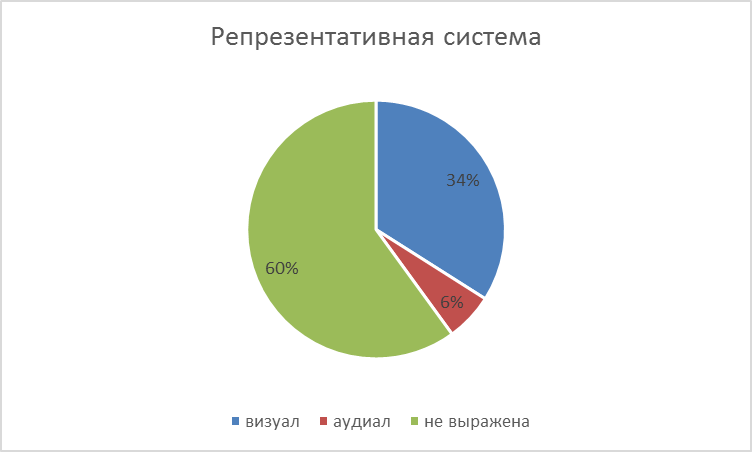 Репрезентативная система
34%
60%
6%
визуал аудиал не выражена